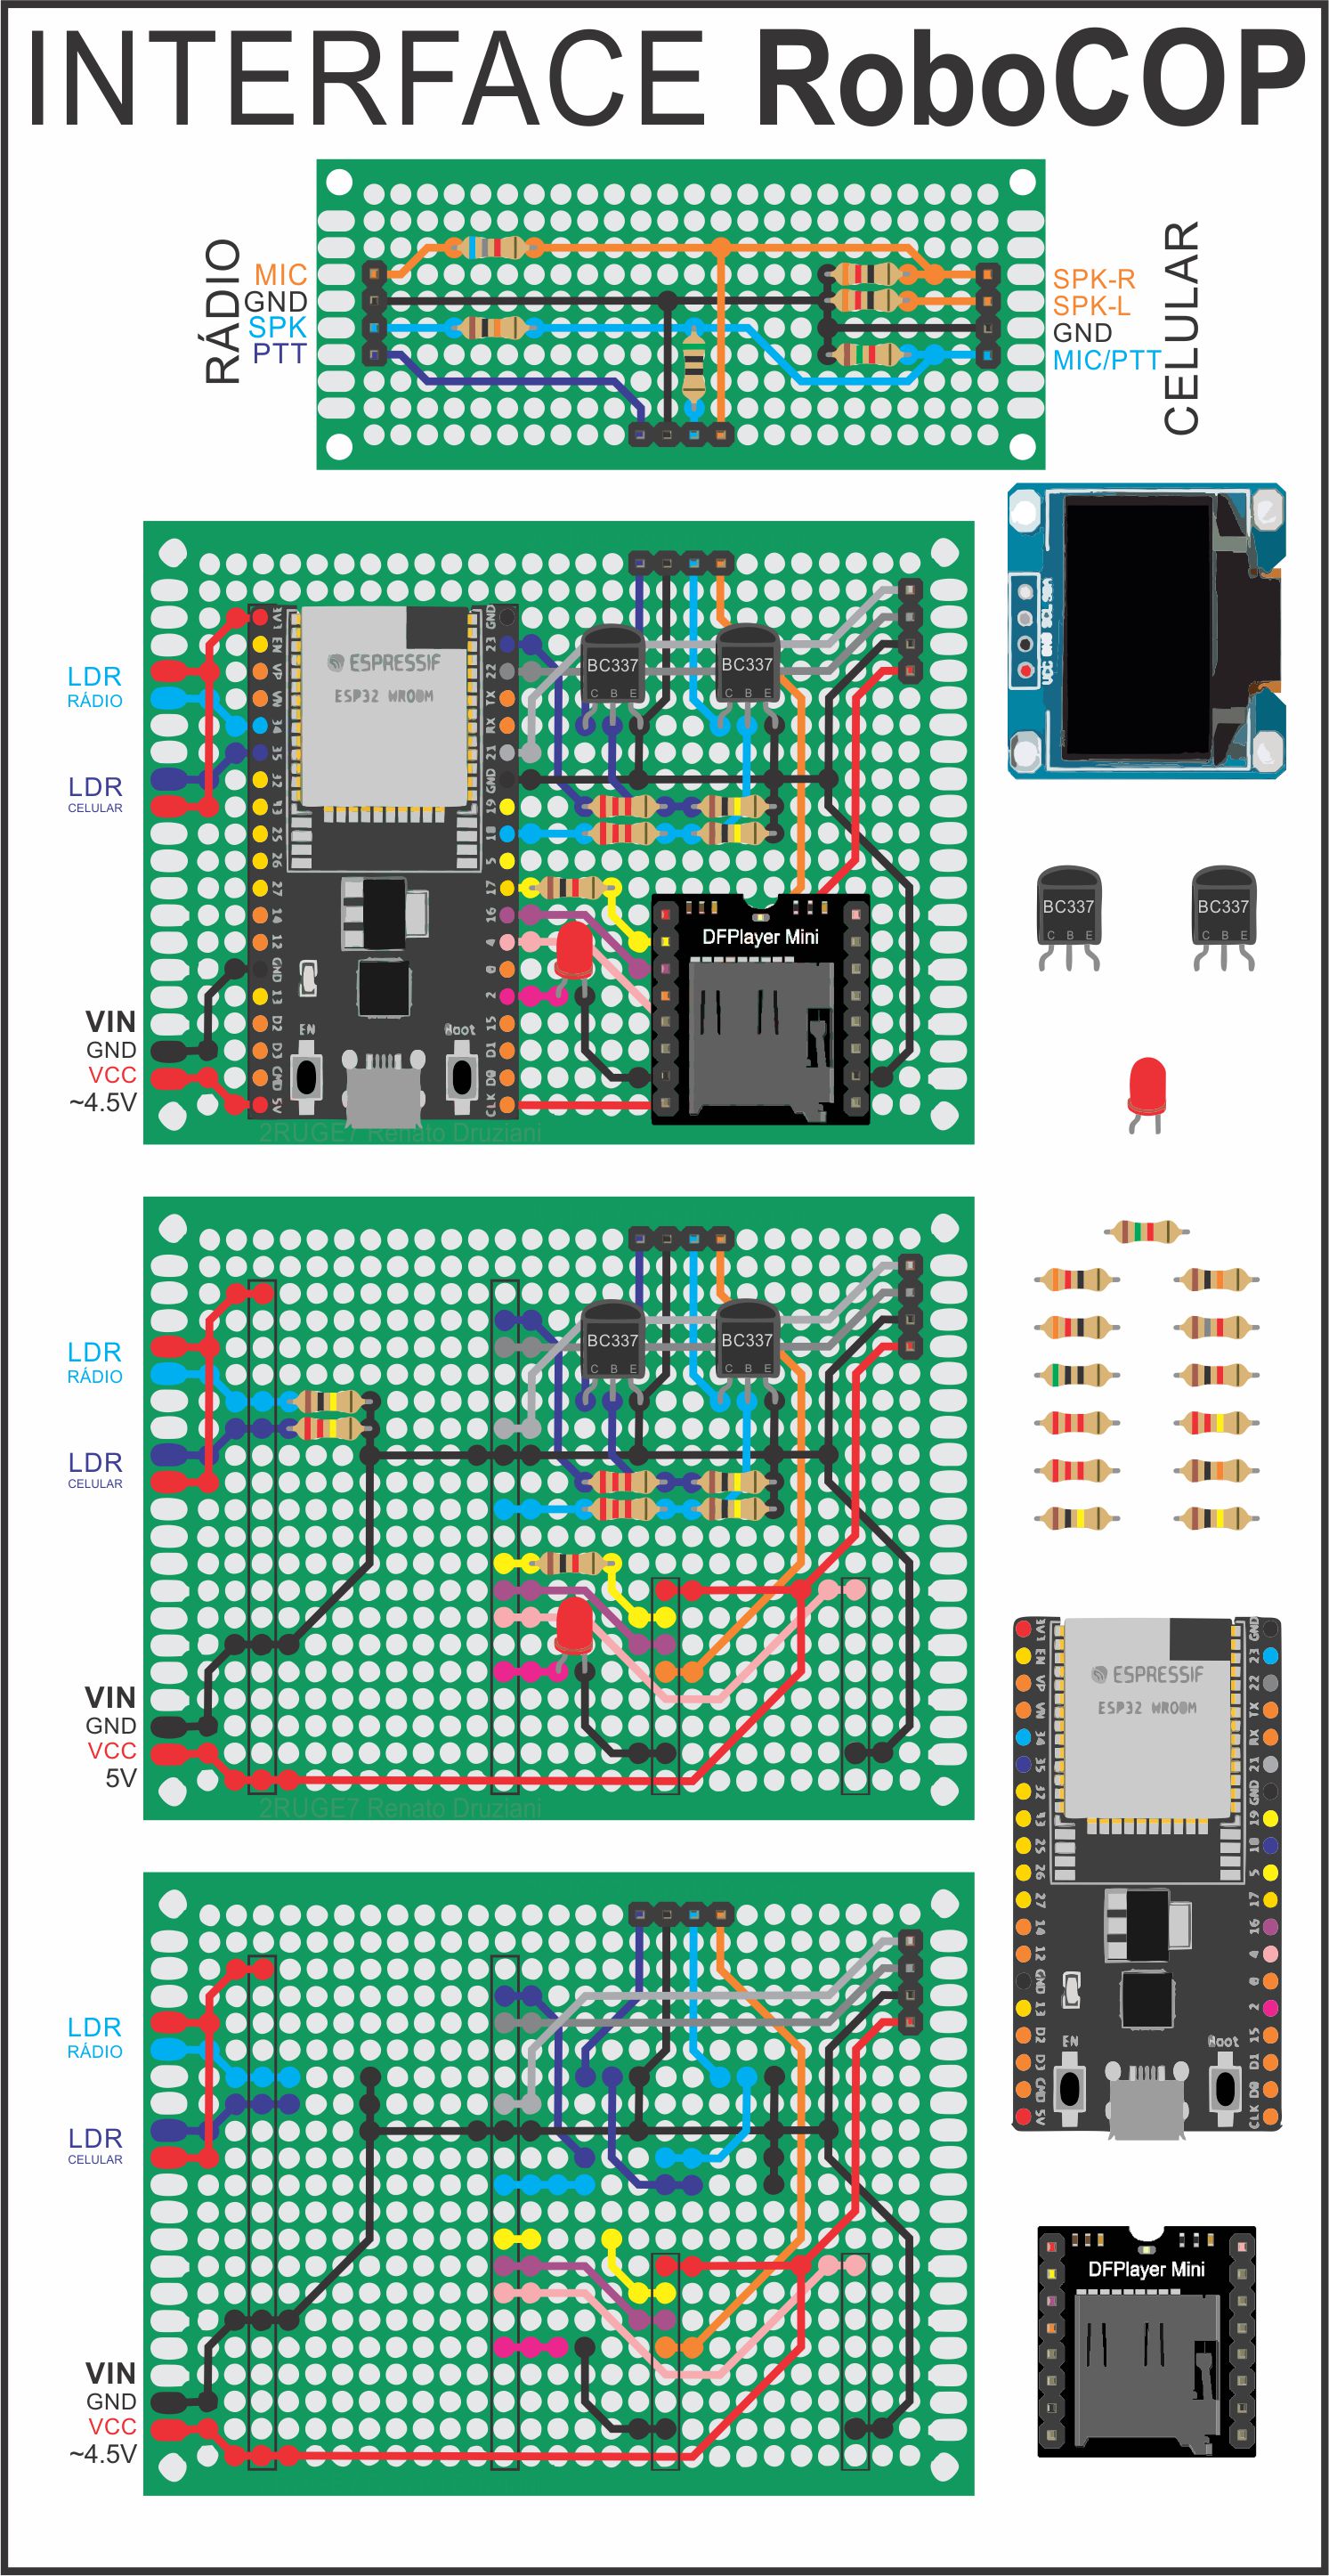 INTERFACE RoboCOP
RÁDIO
MIC
GND
SPK
PTT
SPK-R
SPK-L
GND
MIC/PTT
CELULAR
LDR
RÁDIO
LDR
CELULAR
VIN
GND
VCC
~4.5V
3V3 EN VP VN 34 35 32 33 25 26 27 14 12 GND 13 D2 D3 CMD 5V
ESPRESSIF
ESP32 WROOM
EN
Boot
GND 23 22 TX RX 21 GND 19 18 5 17 16 4 0 2 15 D1 D0 CLK
BC337
C B E
BC337
C B E
DFPlayer Mini
2RUGE7 Renato Druziani
VCC GND SCL SDA
BC337
C B E
BC337
C B E
LDR
RÁDIO
LDR
CELULAR
VIN
GND
VCC
5V
BC337
C B E
BC337
C B E
2RUGE7 Renato Druziani
3V3 EN VP VN 34 35 32 33 25 26 27 14 12 GND 13 D2 D3 CMD 5V
ESPRESSIF
ESP32 WROOM
EN
Boot
GND 23 22 TX RX 21 GND 19 18 5 17 16 4 0 2 15 D1 D0 CLK
LDR
RÁDIO
LDR
CELULAR
VIN
GND
VCC
~4.5V
DFPlayer Mini